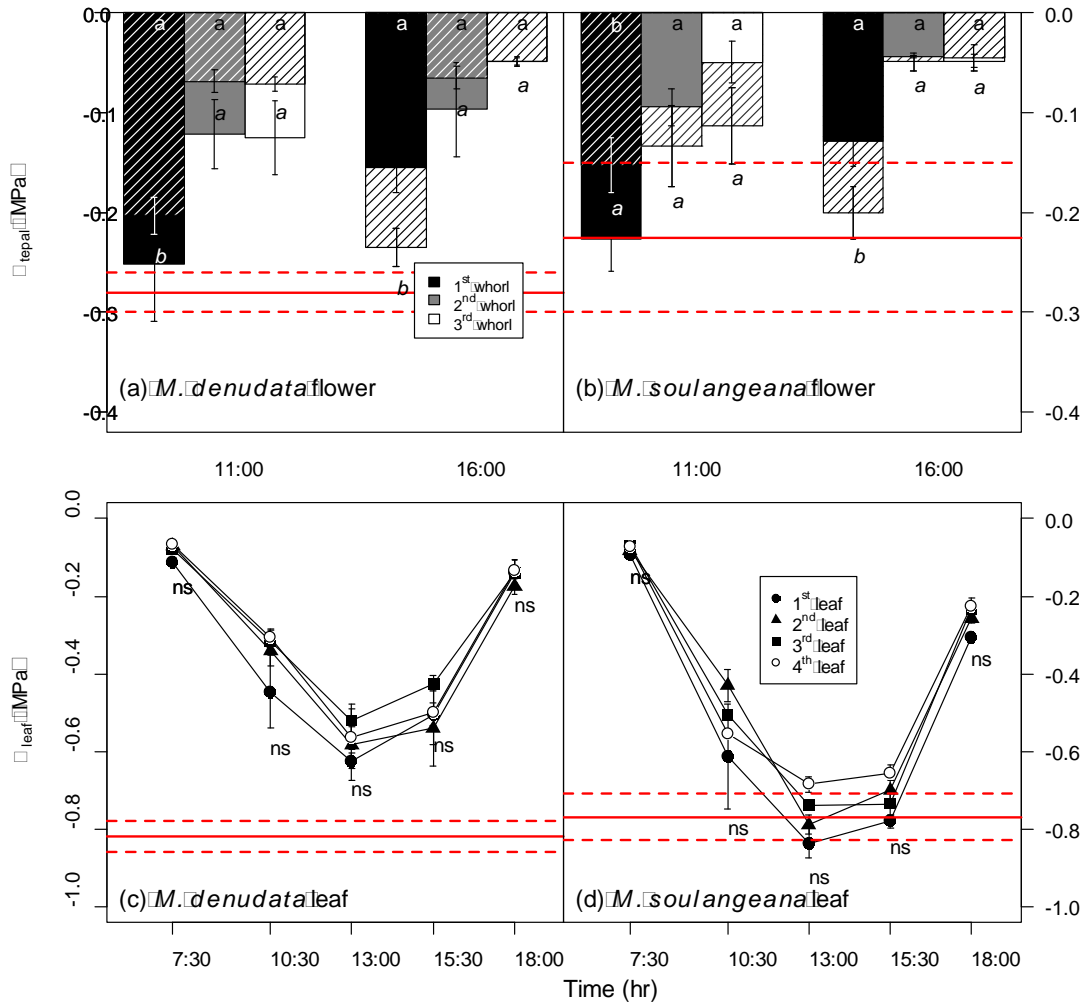 0.0
-0.1
-0.2
-0.3
-0.4
tepal MPa
a a a a a a
a a a
b b
1st whorl
2nd whorl
3rd whorl
(a) M. denudata flower
b a a a a a
a a a a a
b
(b) M. soulangeana flower
0.0
-0.1
-0.2
-0.3
-0.4
11:00 16:00 11:00 16:00
0.0
-0.2
-0.4
-0.6
-0.8
-1.0
leaf MPa
ns ns ns ns ns
(c) M. denudata leaf
ns ns ns ns ns
1st leaf
2nd leaf
3rd leaf
4th leaf
(d) M. soulangeana leaf
0.0
-0.2
-0.4
-0.6
-0.8
-1.0
7:30 10:30 13:00 15:30 18:00 7:30 10:30 13:00 15:30 18:00
Time (hr)